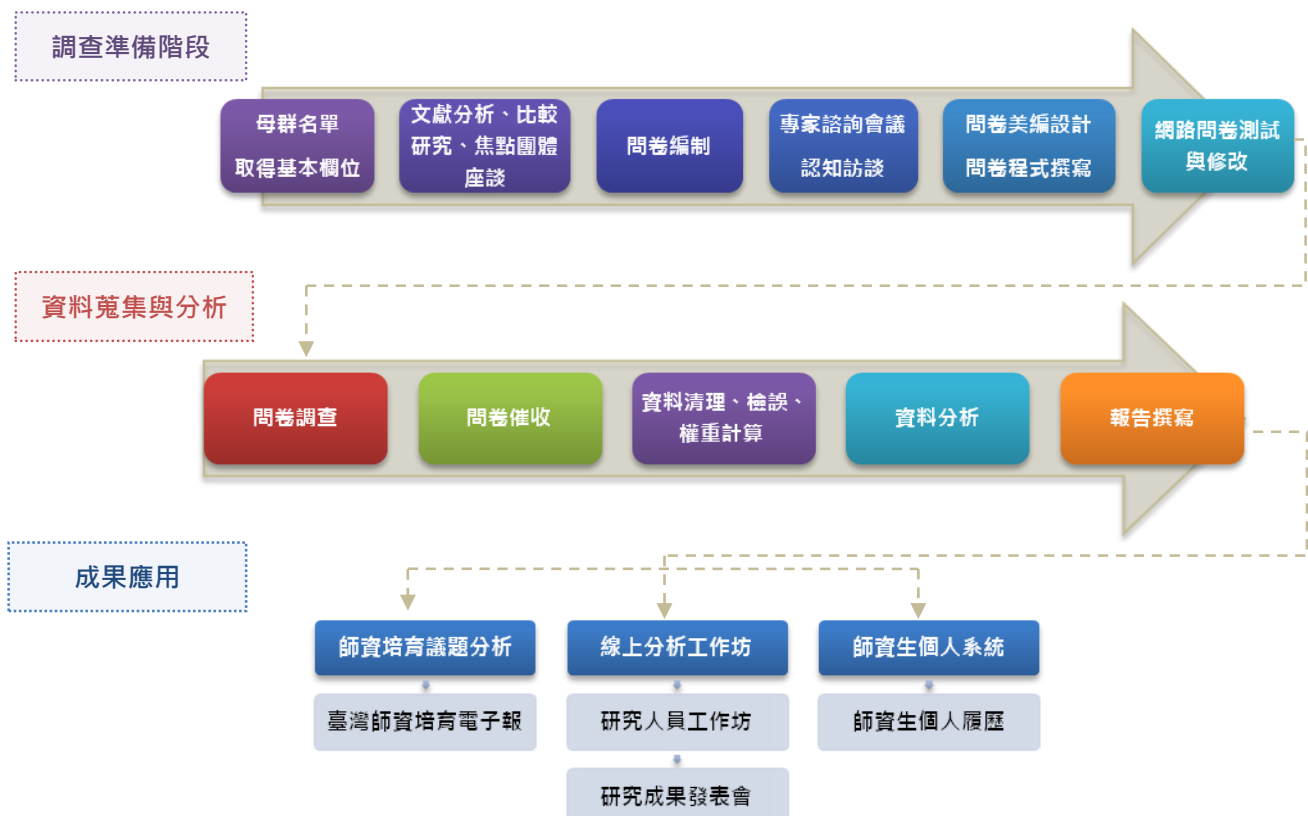 調查準備階段
母群名單
取得基本欄位
文獻分析、比較
研究、焦點團體
座談
問卷編制
專家諮詢會議
認知訪談
問卷美編設計
問卷程式撰寫
網路問卷測試
與修改
資料蒐集與分析
問卷調查
問卷催收
資料清理、檢誤、
權重計算
資料分析
報告撰寫
成果應用
師資培育議題分析
臺灣師資培育電子報
線上分析工作坊
研究人員工作坊
研究成果發表會
師資生個人系統
師資生個人履歷